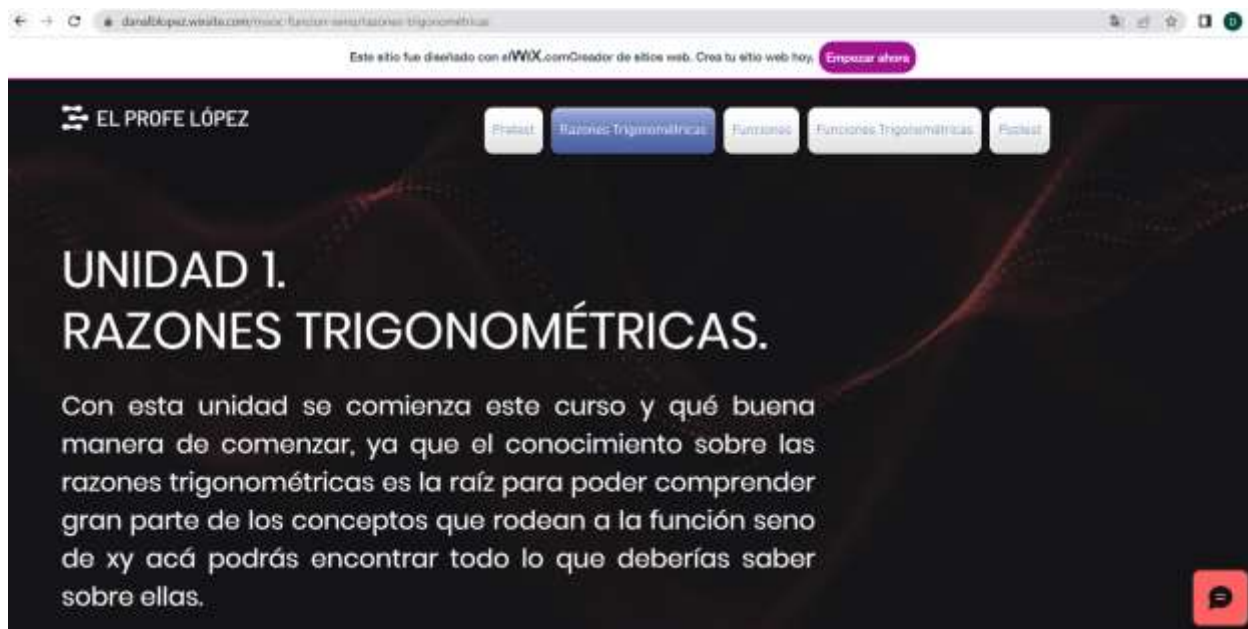 Este sitio fue diseñado con el WIX.comCreador de sitios web. Crea tu sitio web hoy. Empezar ahora
EL PROFE LÓPEZ
Pretest Razones Trigonométricas Funciones Funciones Trigonométricas Postest
UNIDAD 1.
RAZONES TRIGONOMÉTRICAS.
Con esta unidad se comienza este curso y qué buena
manera de comenzar, ya que el conocimiento sobre las
razones trigonométricas es la raíz para poder comprender
gran parte de los conceptos que rodean a la función seno
de xy acá podrás encontrar todo lo que deberías saber
sobre ellas.